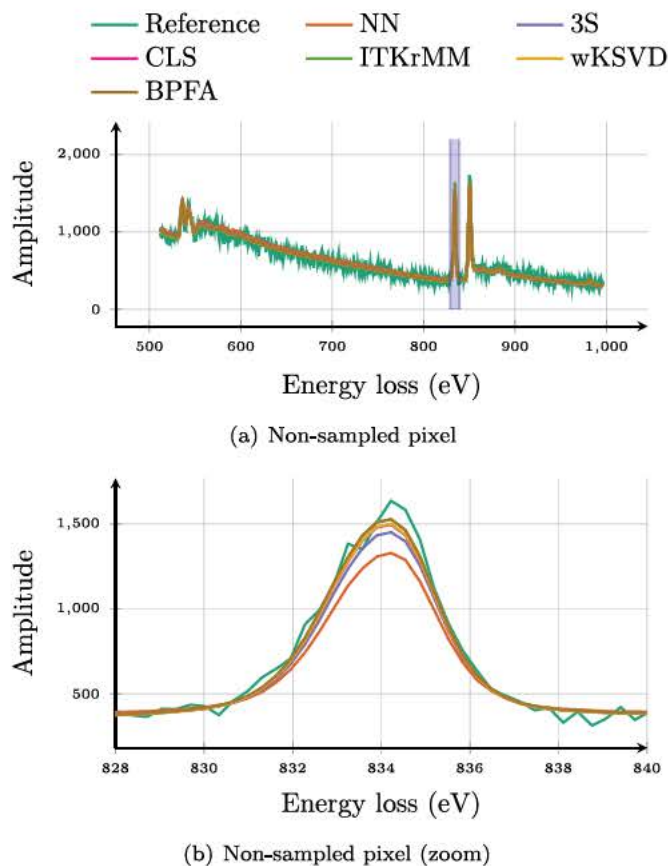 Reference NN 3S
CLS ITKrMM wKSVD
BPFA
Amplitude
2,000
1,000
0
500 600 700 800 900 1,000
Energy loss (eV)
(a) Non-sampled pixel
Amplitude
1,500
1,000
500
828 830 832 834 836 838 840
Energy loss (eV)
(b) Non-sampled pixel (zoom)